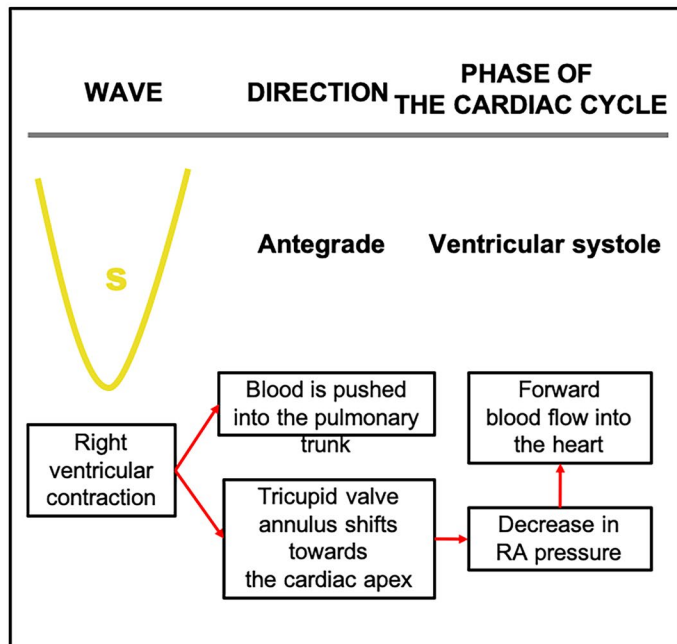 WAVE
DIRECTION
PHASE OF
THE CARDIAC CYCLE
S
Antegrade
Ventricular systole
Right
ventricular
contraction
Blood is pushed
into the pulmonary
trunk
Tricupid valve
annulus shifts
towards
the cardiac apex
Forward
blood flow into
the heart
Decrease in
RA pressure